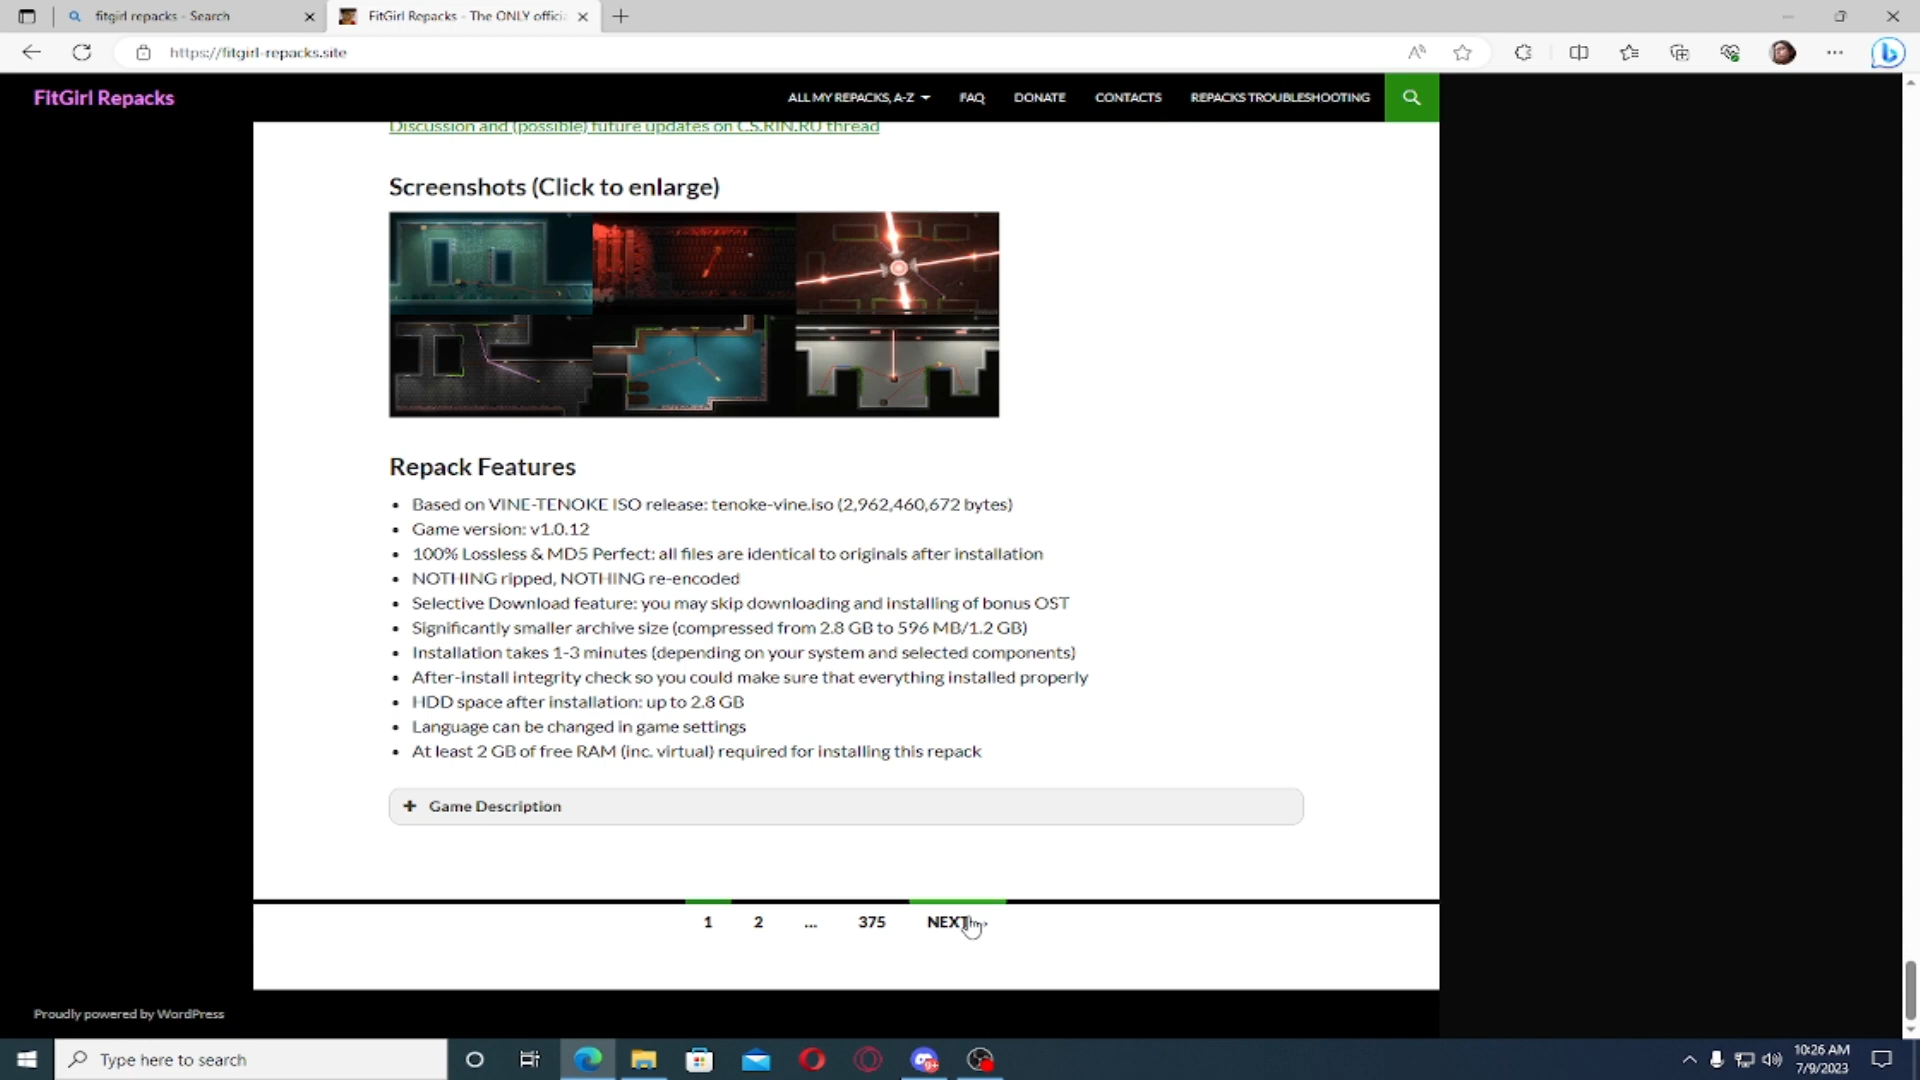 fitgirl repacks - Search
FitGirl Repacks - The ONLY offici
https://fitgirl-repacks.site
FitGirl Repacks
ALL MY REPACKS, A-Z
FAQ
DONATE
CONTACTS
REPACKS TROUBLESHOOTING
Discussion and (possible) future updates on CS.RIN.RU thread
Screenshots (Click to enlarge)
Repack Features
Based on VINE-TENOKE ISO release: tenoke-vine.iso (2,962,460,672 bytes)
Game version: v1.0.12
100% Lossless & MD5 Perfect: all files are identical to originals after installation
NOTHING ripped, NOTHING re-encoded
Selective Download feature: you may skip downloading and installing of bonus OST
Significantly smaller archive size (compressed from 2.8 GB to 596 MB/1.2 GB)
Installation takes 1-3 minutes (depending on your system and selected components)
After-install integrity check so you could make sure that everything installed properly
HDD space after installation: up to 2.8 GB
Language can be changed in game settings
At least 2 GB of free RAM (inc. virtual) required for installing this repack
+ Game Description
1 2 ... 375 NEXT
Proudly powered by WordPress
Type here to search
10:26 AM
7/9/2023